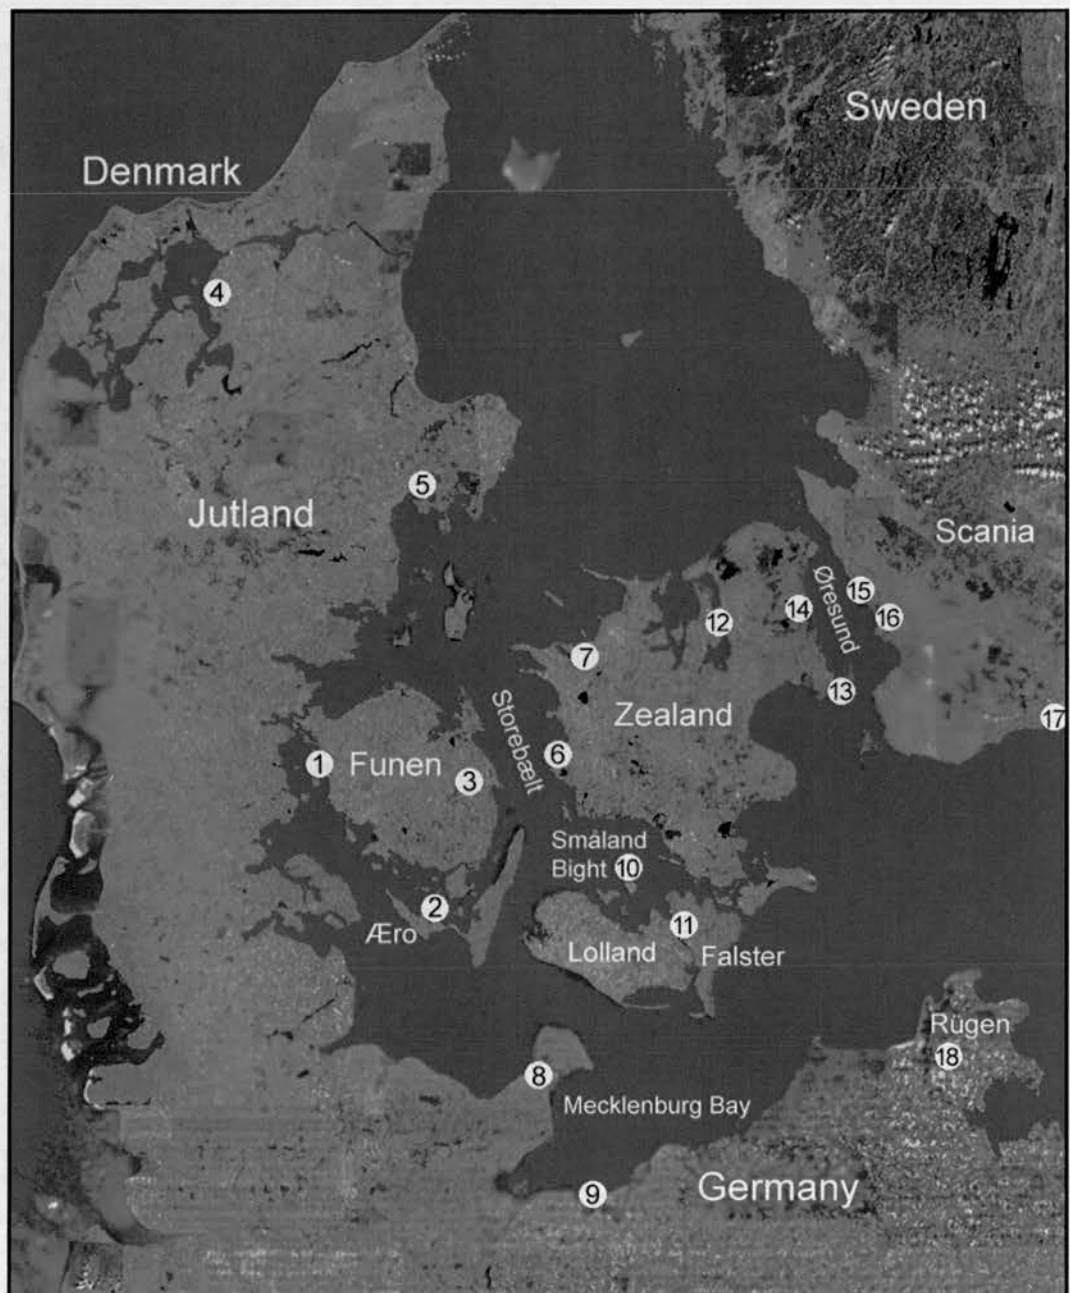 Sweden
Denmark
4
Jutland
5
Scania
Øresund
15
16
14
12
7
13
Zealand
17
Storebælt
6
1
Funen
3
Småland
Bight
10
2
Æro
11
Lolland
Falster
Rügen
18
8
Mecklenburg Bay
Germany
9